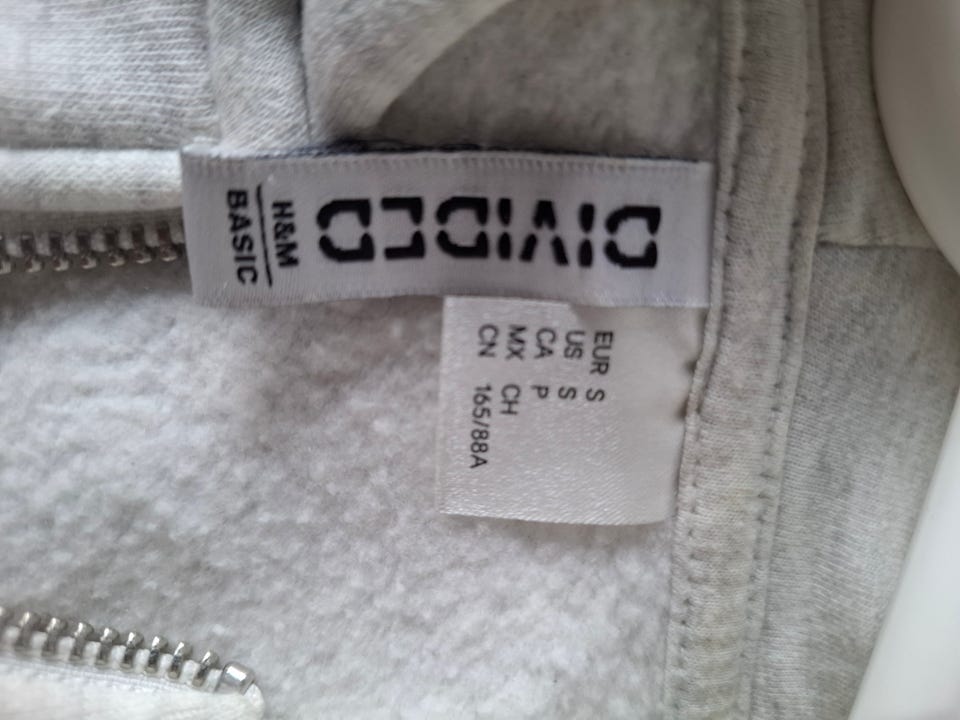 DIVIDED
H&M
BASIC
EUR S
US S
CA P
MX CH
CN 165/88A